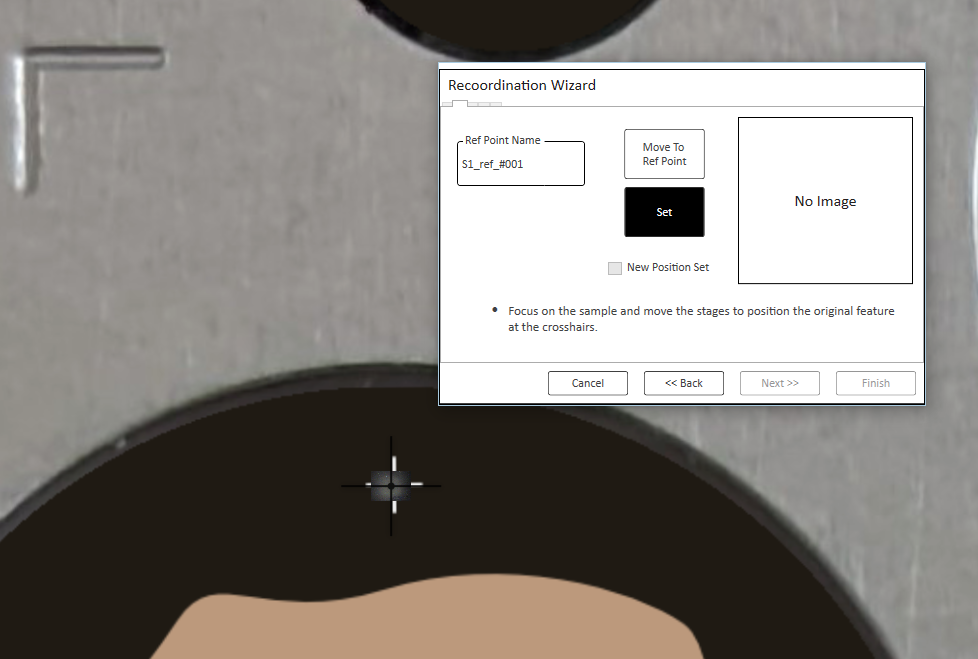 Recoordination Wizard
Ref Point Name
S1_ref_#001
Move To
Ref Point
Set
No Image
New Position Set
• Focus on the sample and move the stages to position the original feature
at the crosshairs.
Cancel
<< Back
Next >>
Finish